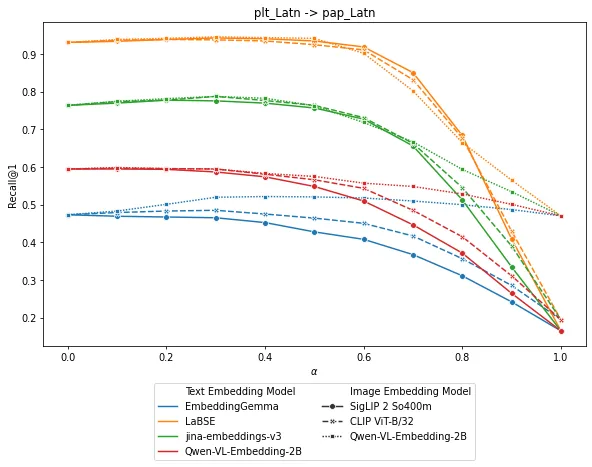 plt_Latn -> pap_Latn
Recall@1
0.9
0.8
0.7
0.6
0.5
0.4
0.3
0.2
0.0 0.2 0.4 0.6 0.8 1.0
α
Text Embedding Model
EmbeddingGemma
LaBSE
jina-embeddings-v3
Qwen-VL-Embedding-2B
Image Embedding Model
SigLIP 2 So400m
CLIP ViT-B/32
Qwen-VL-Embedding-2B